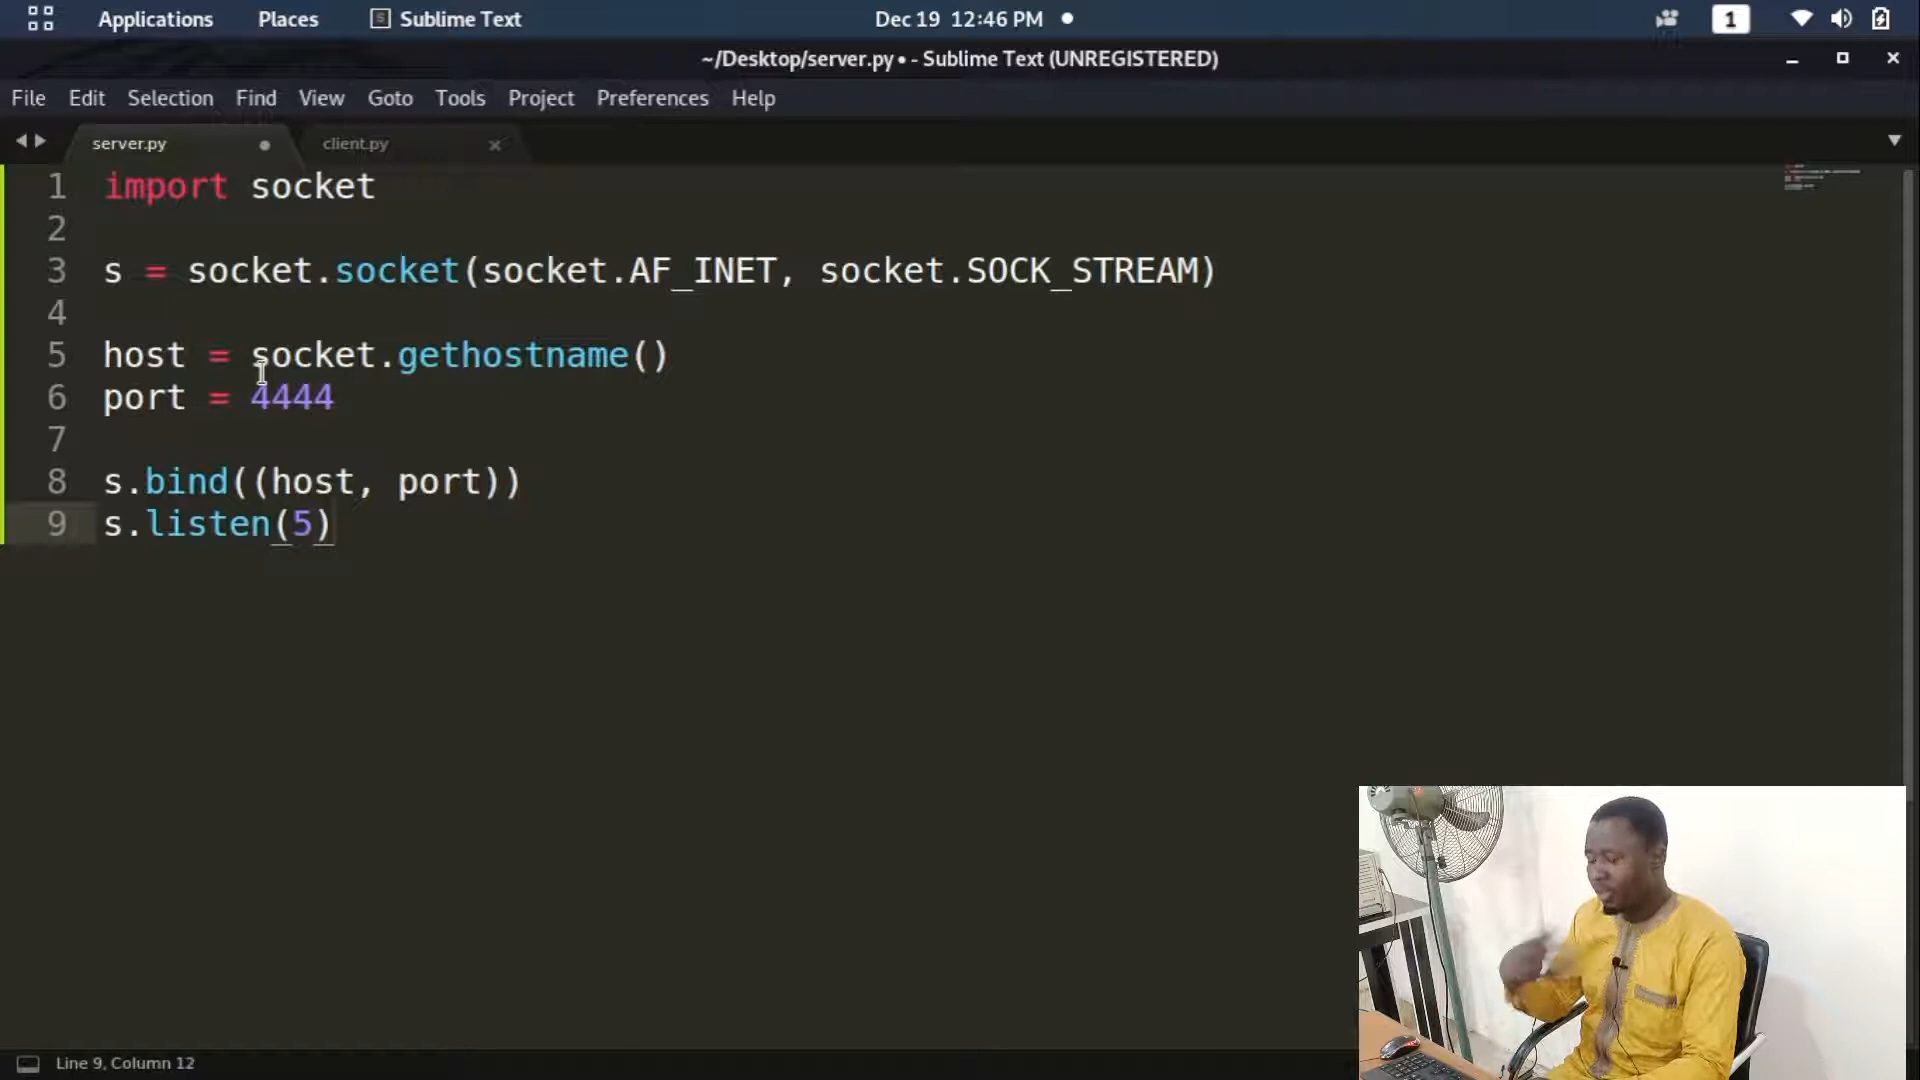 Applications Places Sublime Text Dec 19 12:46 PM 1
~/Desktop/server.py • - Sublime Text (UNREGISTERED)
File Edit Selection Find View Goto Tools Project Preferences Help
server.py client.py
1 import socket
2
3 s = socket.socket(socket.AF_INET, socket.SOCK_STREAM)
4
5 host = socket.gethostname()
6 port = 4444
7
8 s.bind((host, port))
9 s.listen(5)
Line 9, Column 12